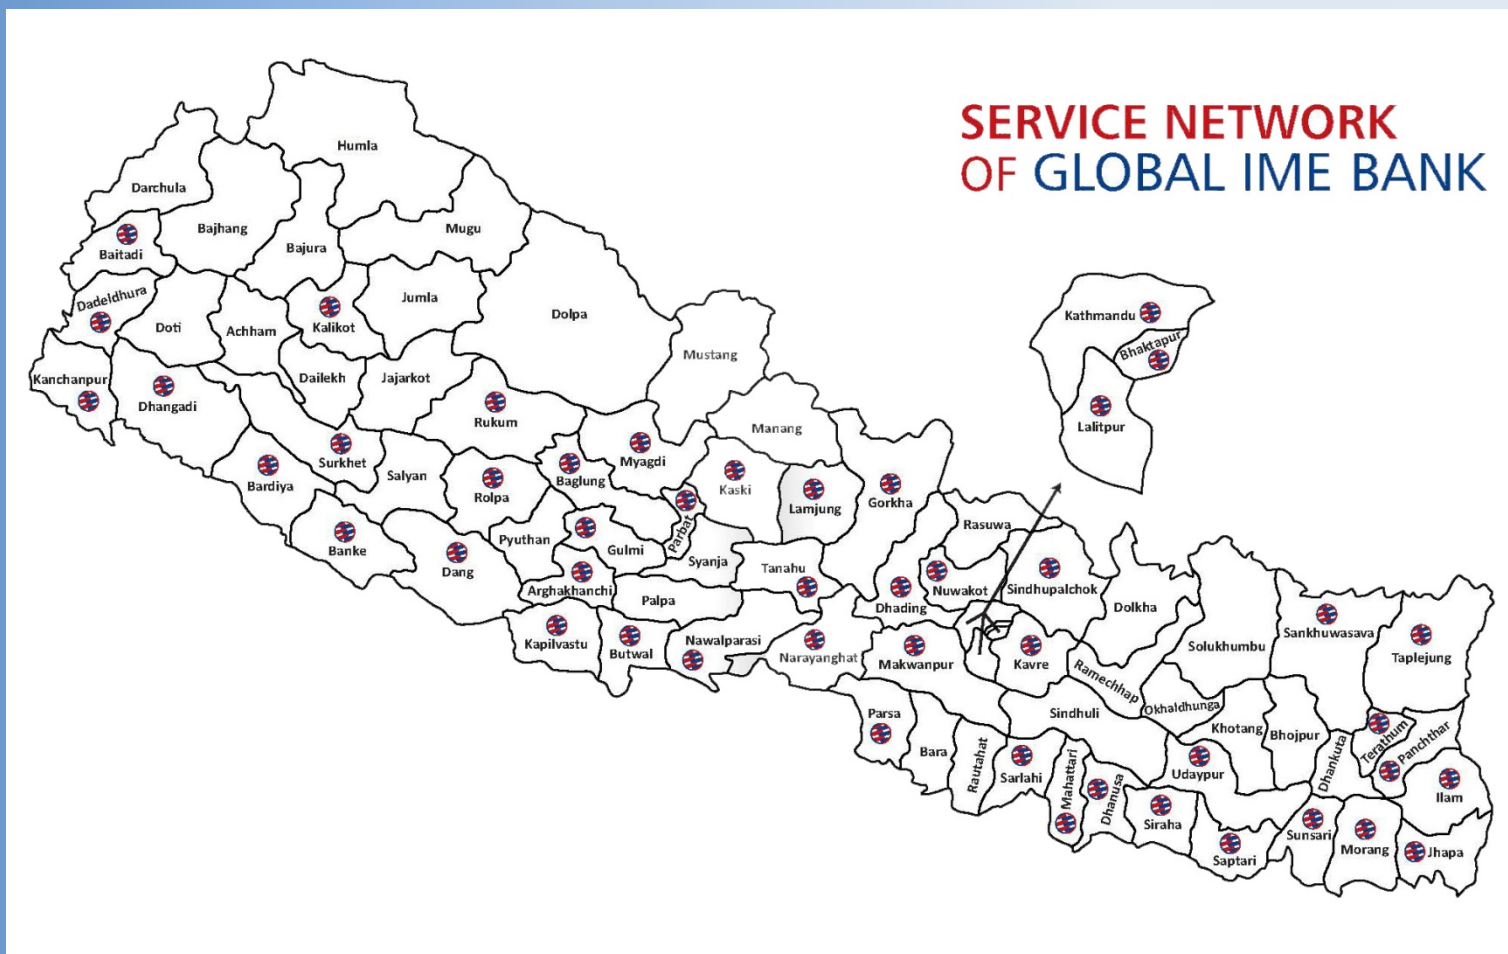 SERVICE NETWORK
OF GLOBAL IME BANK
Humla
Darchula
Bajhang
Mugu
Bajura
Baitadi
Dadeldhura
Jumla
Kathmandu
Dolpa
Doti
Achham
Kalikot
Bhaktapur
Mustang
Kanchanpur
Dailekh
Jajarkot
Dhangadi
Rukum
Lalitpur
Manang
Surkhet
Myagdi
Salyan
Baglung
Bardiya
Rolpa
Kaski
Gorkha
Lamjung
Rasuwa
Parbat
Pyuthan
Banke
Gulmi
Syanja
Tanahu
Dang
Arghakhanchi
Nuwakot
Sindhupalchok
Palpa
Dhading
Dolkha
Sankhuwasava
Nawalparasi
Kapilvastu
Butwal
Solukhumbu
Narayanghat
Makwanpur
Kavre
Taplejung
Ramechhap
Okhaldhunga
Parsa
Sindhuli
Khotang
Bhojpur
Terathum
Panchthar
Bara
Rautahat
Dhankuta
Sarlahi
Mahattari
Udaypur
Dhanusa
Ilam
Siraha
Sunsari
Morang
Jhapa
Saptari